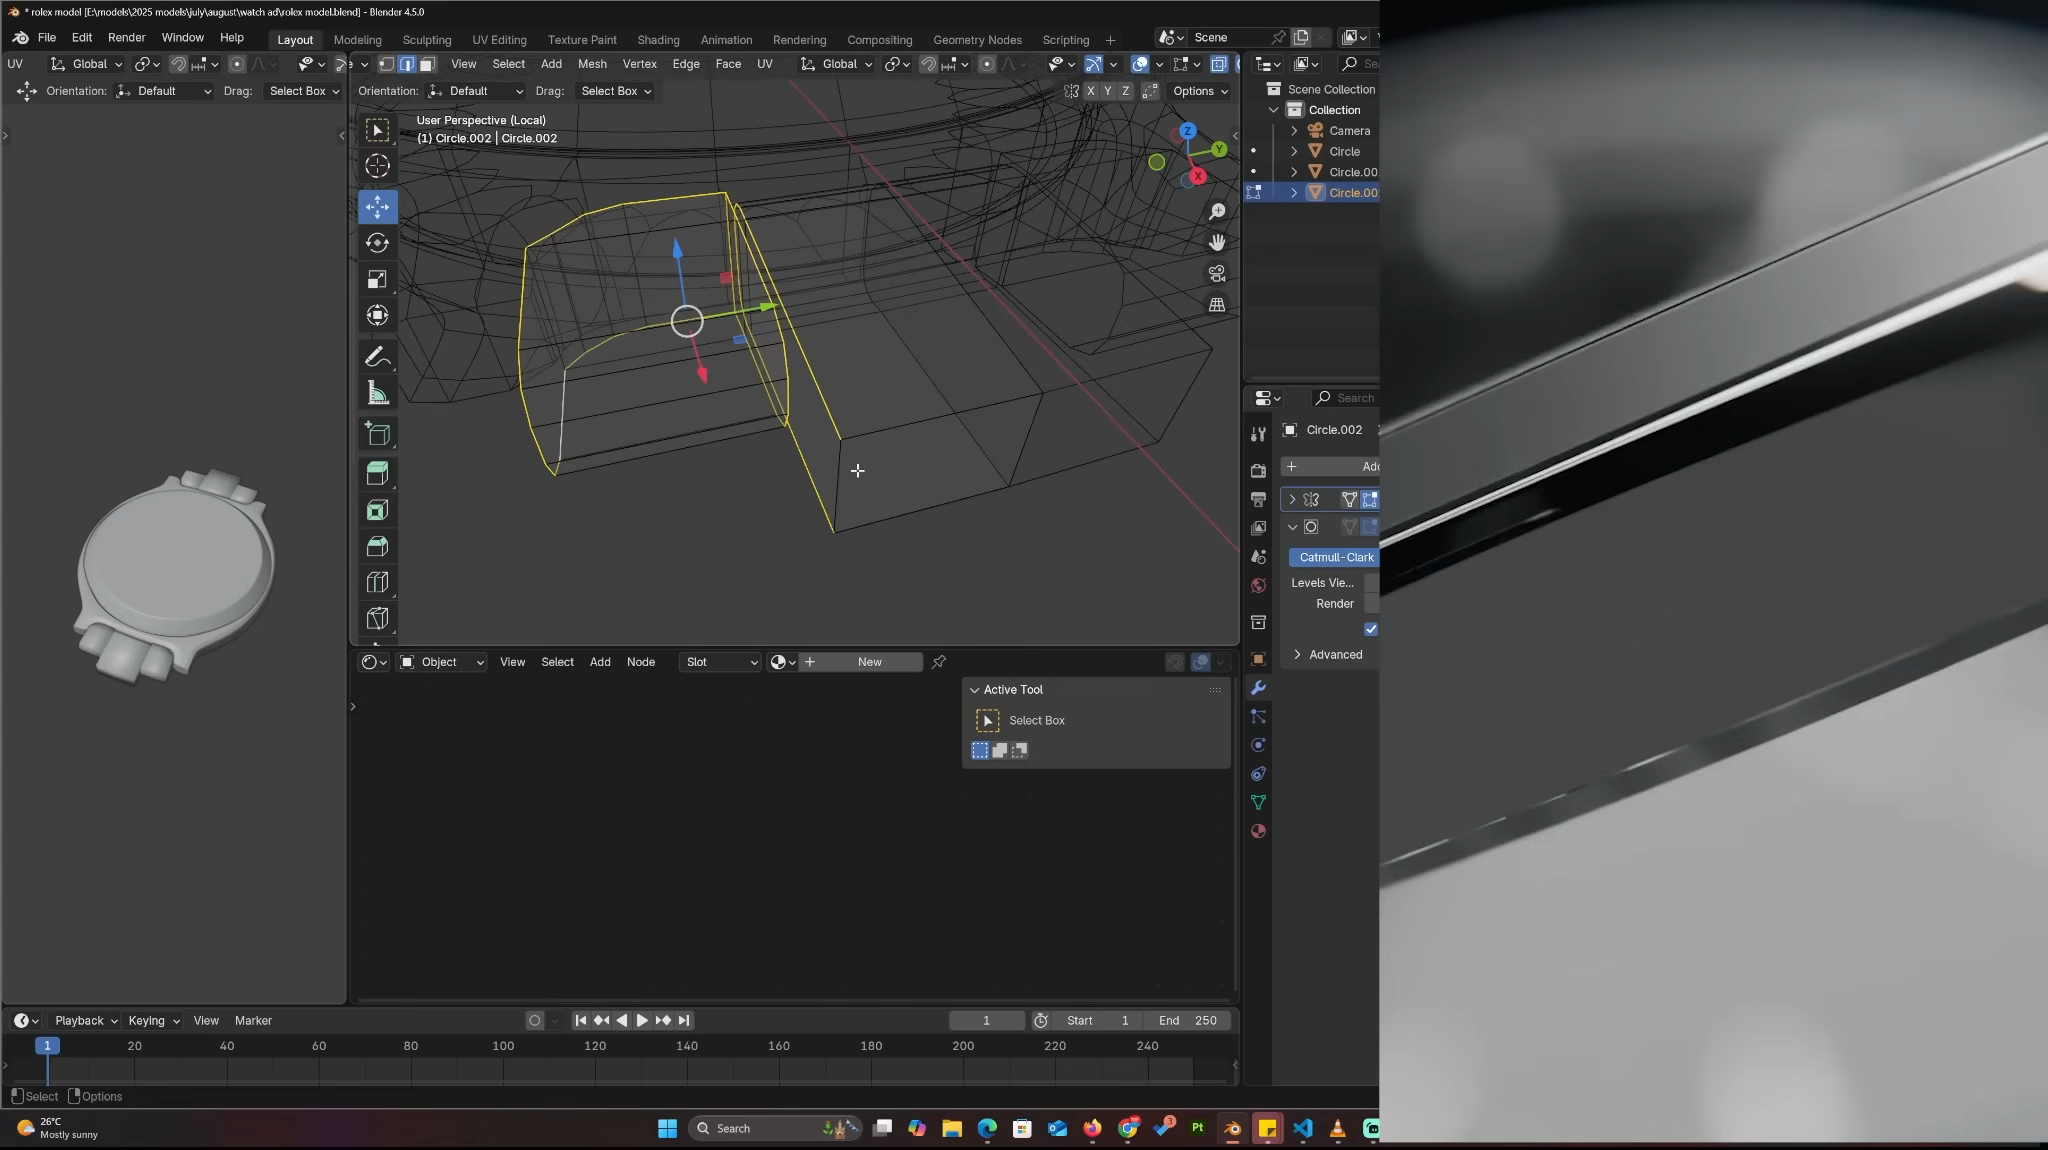 * rolex model [E:\models\2025 models\july\august\watch ad\rolex model.blend] - Blender 4.5.0
File Edit Render Window Help Layout Modeling Sculpting UV Editing Texture Paint Shading Animation Rendering Compositing Geometry Nodes Scripting + Scene
UV Global View Select Add Mesh Vertex Edge Face UV Global
Orientation: Default Drag: Select Box Orientation: Default Drag: Select Box X Y Z Options
Scene Collection
Collection
Camera
Circle
Circle.00
Circle.00
User Perspective (Local)
(1) Circle.002 | Circle.002
Z
Y
X
Search
Circle.002
Catmull-Clark
Levels Vie...
Render
Advanced
Object View Select Add Node Slot New
Active Tool
Select Box
Playback Keying View Marker 1 Start 1 End 250
1 20 40 60 80 100 120 140 160 180 200 220 240
Select Options
26°C
Mostly sunny
Search
3
Pt